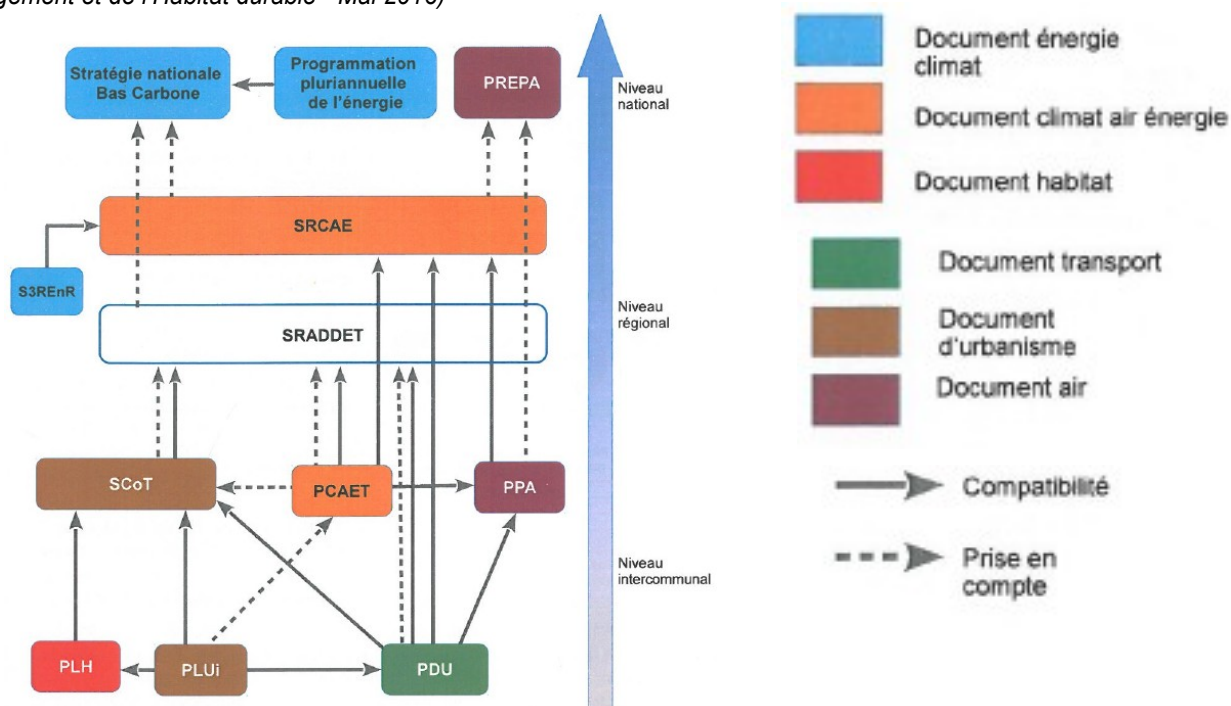 gement et de l'Habitat durable - Mai 2016)
Stratégie nationale
Bas Carbone
Programmation
pluriannuelle
de l'énergie
PREPA
Niveau
national
SRCAE
S3REnR
SRADDET
Niveau
régional
SCoT
PCAET
PPA
Niveau
intercommunal
PLH
PLUi
PDU
Document énergie
climat
Document climat air énergie
Document habitat
Document transport
Document
d'urbanisme
Document air
Compatibilité
Prise en
compte